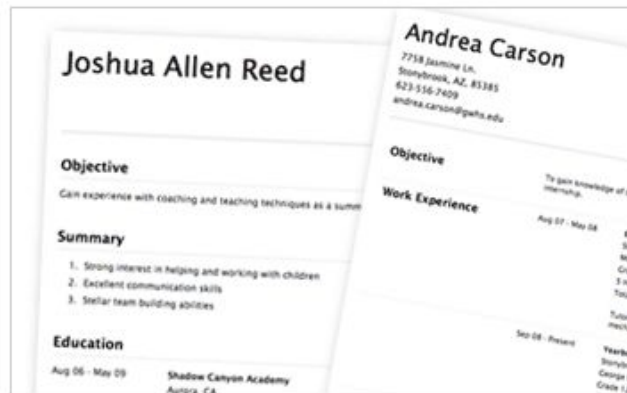 Joshua Allen Reed
Objective
Gain experience with coaching and teaching techniques as a summ
Summary
1. Strong interest in helping and working with children
2. Excellent communication skills
3. Stellar team building abilities
Education
Aug 06 - May 09
Shadow Canyon Academy
Aurora, CA
Andrea Carson
7758 Jasmine Ln.
Stonybrook, AZ, 85385
623-556-7409
andrea.carson@gwhs.edu
Objective
To gain knowledge of
internship.
Work Experience
Aug 07 - May 08
Sep 08 - Present